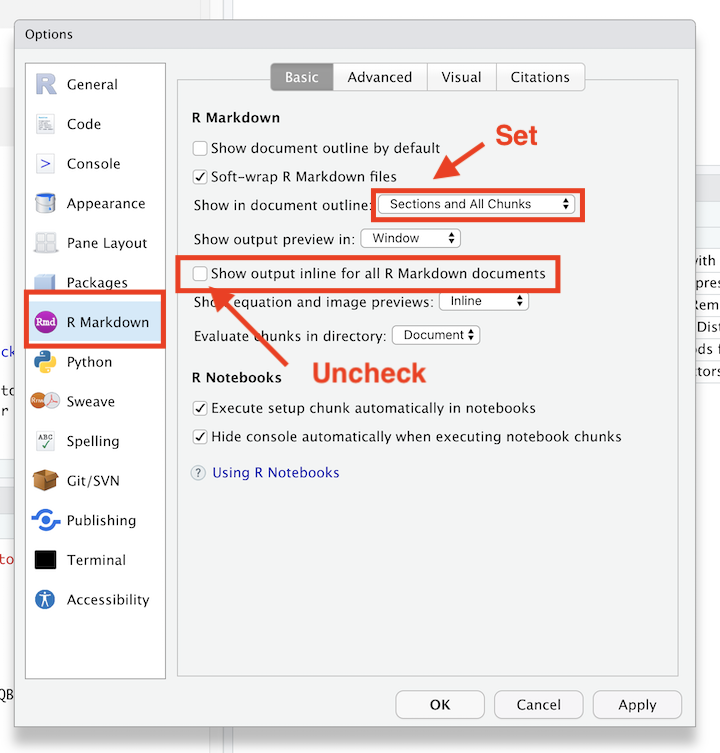 Options
General
Code
Console
Appearance
Pane Layout
Packages
R Markdown
Python
Sweave
Spelling
Git/SVN
Publishing
Terminal
Accessibility
Basic
Advanced
Visual
Citations
R Markdown
Show document outline by default
Soft-wrap R Markdown files
Show in document outline: Sections and All Chunks
Set
Show output preview in: Window
Show output inline for all R Markdown documents
Show equation and image previews: Inline
Evaluate chunks in directory: Document
Uncheck
R Notebooks
Execute setup chunk automatically in notebooks
Hide console automatically when executing notebook chunks
? Using R Notebooks
OK
Cancel
Apply